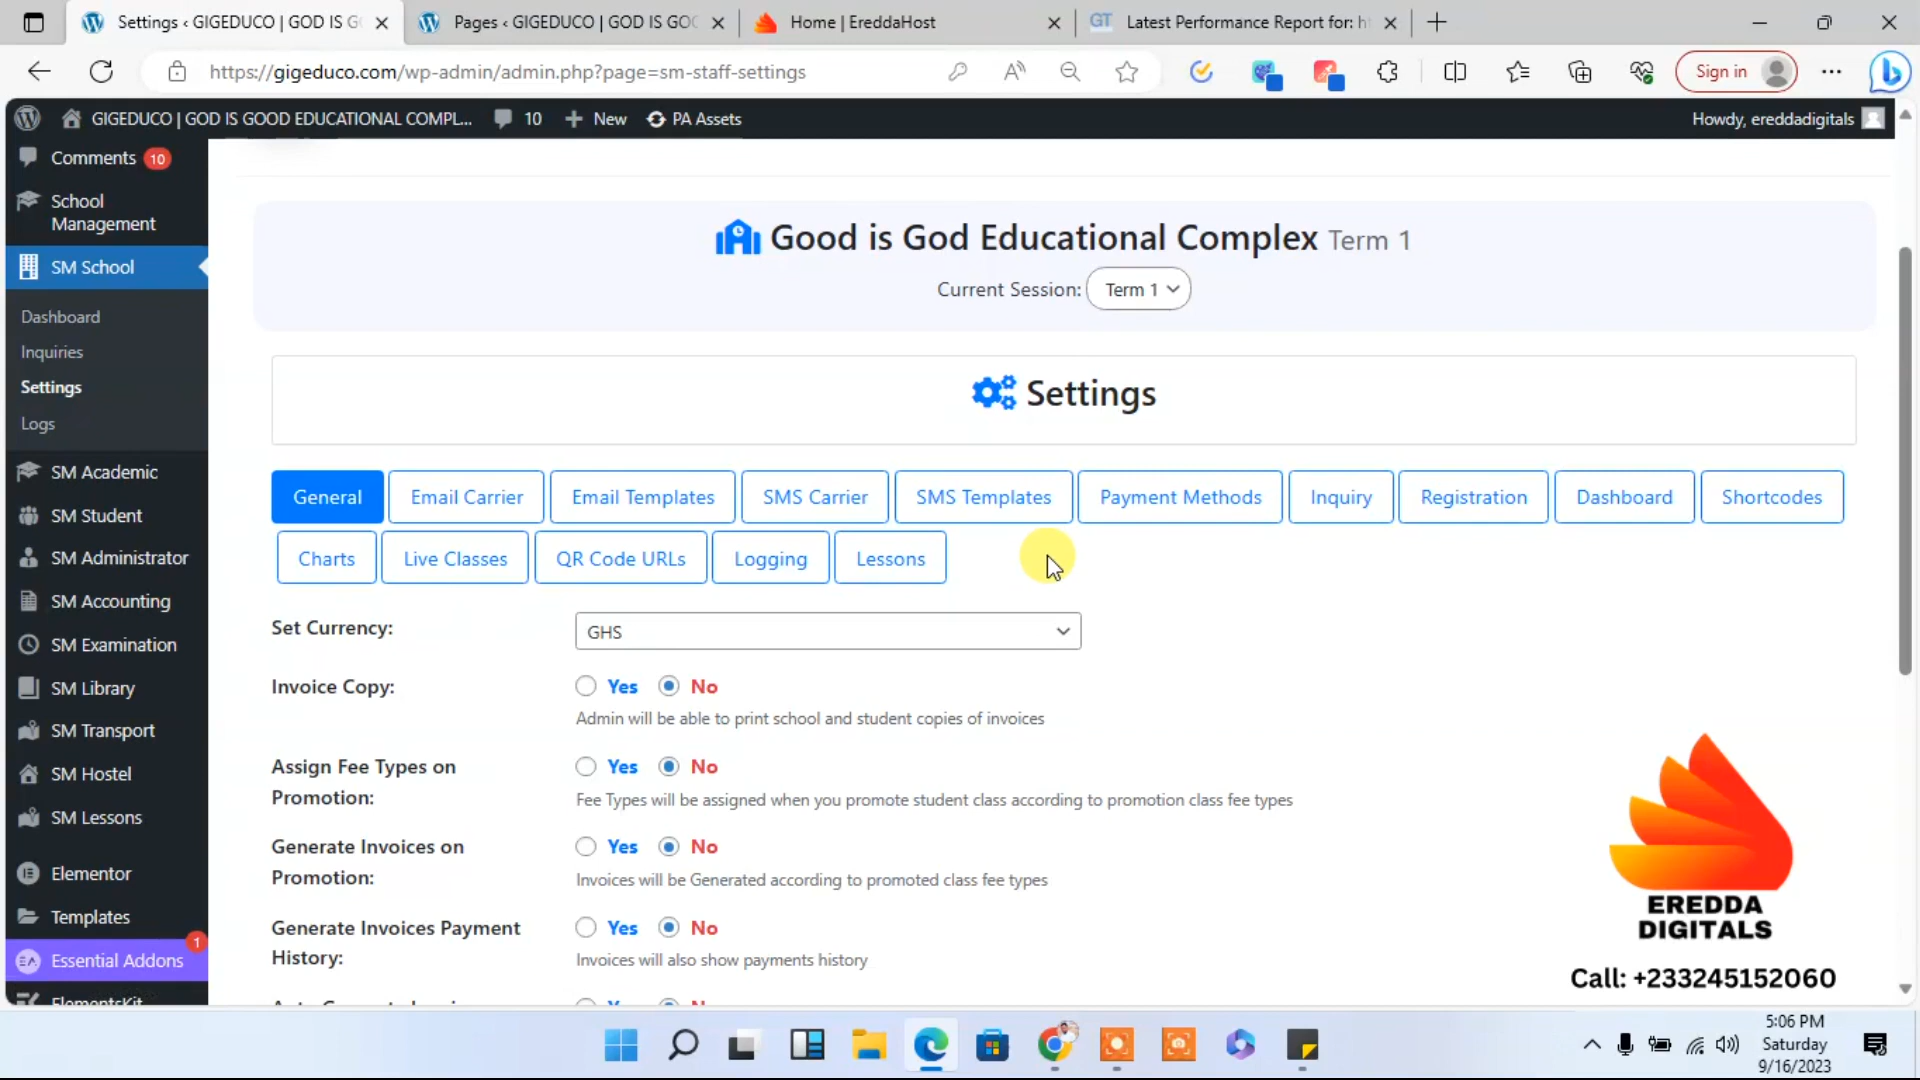 Settings ‹ GIGEDUCO | GOD IS G
Pages ‹ GIGEDUCO | GOD IS GOO
Home | EreddaHost
GT Latest Performance Report for: h
https://gigeduco.com/wp-admin/admin.php?page=sm-staff-settings
Sign in
GIGEDUCO | GOD IS GOOD EDUCATIONAL COMPL...
10
New
PA Assets
Howdy, ereddadigitals
Comments 10
School
Management
SM School
Dashboard
Inquiries
Settings
Logs
SM Academic
SM Student
SM Administrator
SM Accounting
SM Examination
SM Library
SM Transport
SM Hostel
SM Lessons
Elementor
Templates
Essential Addons 1
ElementsKit
Good is God Educational Complex Term 1
Current Session: Term 1
Settings
General Email Carrier Email Templates SMS Carrier SMS Templates Payment Methods Inquiry Registration Dashboard Shortcodes
Charts Live Classes QR Code URLs Logging Lessons
Set Currency: GHS
Invoice Copy: Yes No
Admin will be able to print school and student copies of invoices
Assign Fee Types on
Promotion:
Yes No
Fee Types will be assigned when you promote student class according to promotion class fee types
Generate Invoices on
Promotion:
Yes No
Invoices will be Generated according to promoted class fee types
Generate Invoices Payment
History:
Yes No
Invoices will also show payments history
EREDDA
DIGITALS
Call: +233245152060
5:06 PM
Saturday
9/16/2023